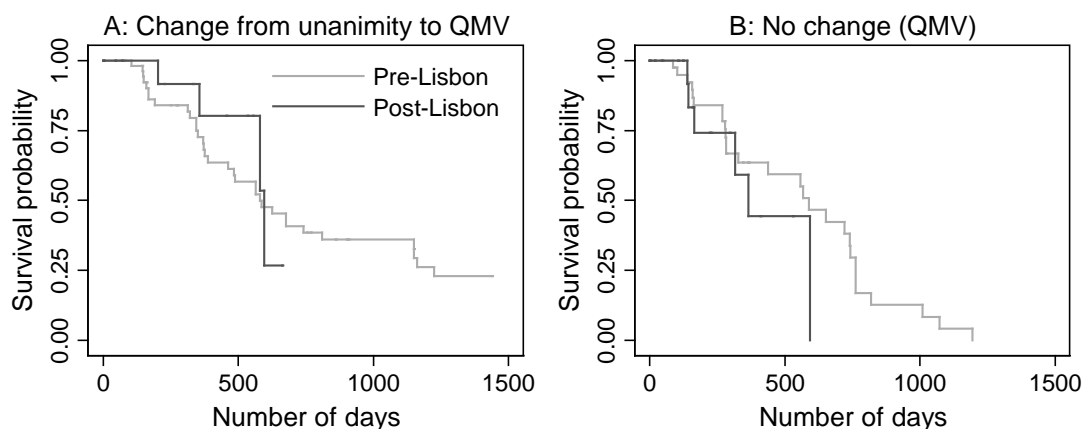 A: Change from unanimity to QMV
Survival probability
1.00
0.75
0.50
0.25
0.00
Pre-Lisbon
Post-Lisbon
0 500 1000 1500
Number of days
B: No change (QMV)
Survival probability
1.00
0.75
0.50
0.25
0.00
0 500 1000 1500
Number of days